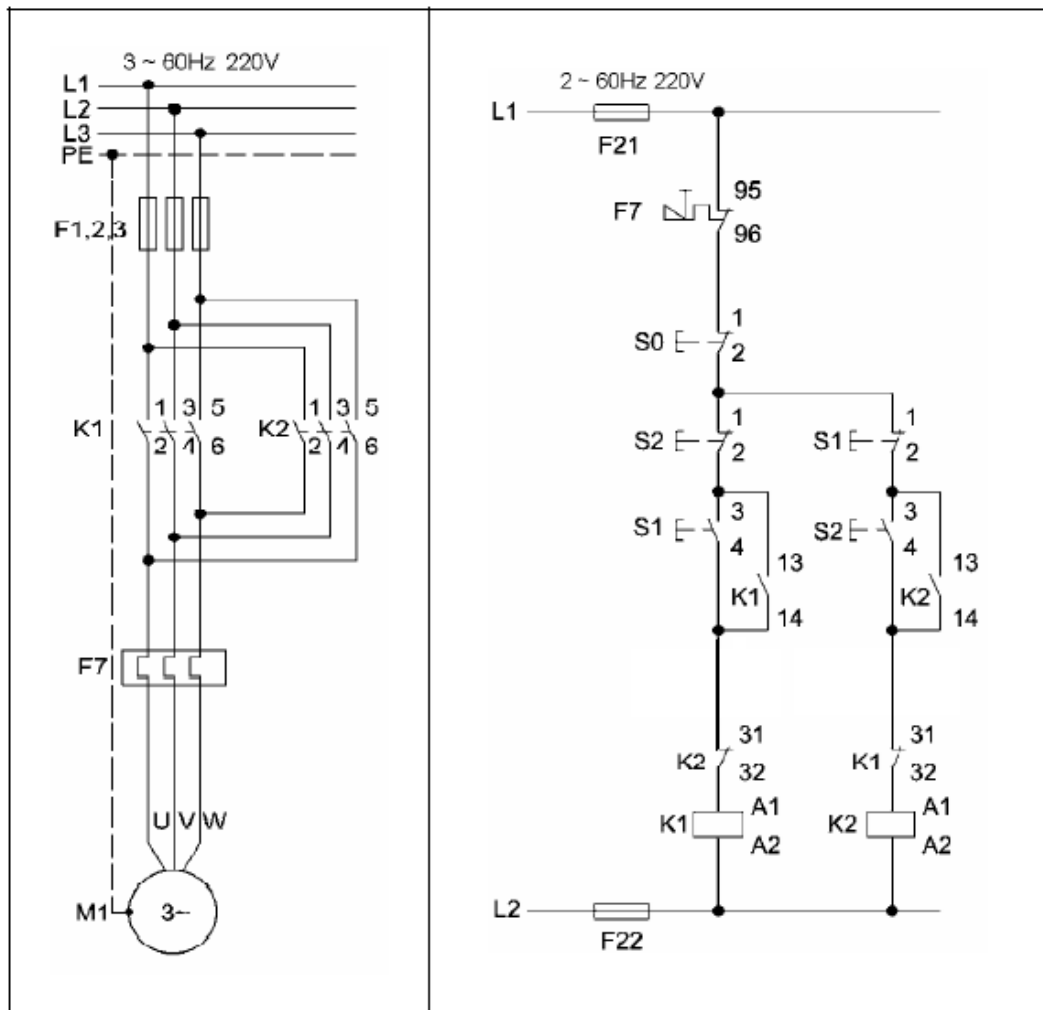 3 ~ 60Hz 220V
L1
L2
L3
PE
F1,2,3
K1
1 3 5
2 4 6
K2
1 3 5
2 4 6
F7
U V W
M1
3~
2 ~ 60Hz 220V
L1
F21
F7
95
96
S0
1
2
S2
1
2
S1
1
2
S1
3
4
K1
13
14
S2
3
4
K2
13
14
K2
31
32
K1
31
32
K1
A1
A2
K2
A1
A2
L2
F22